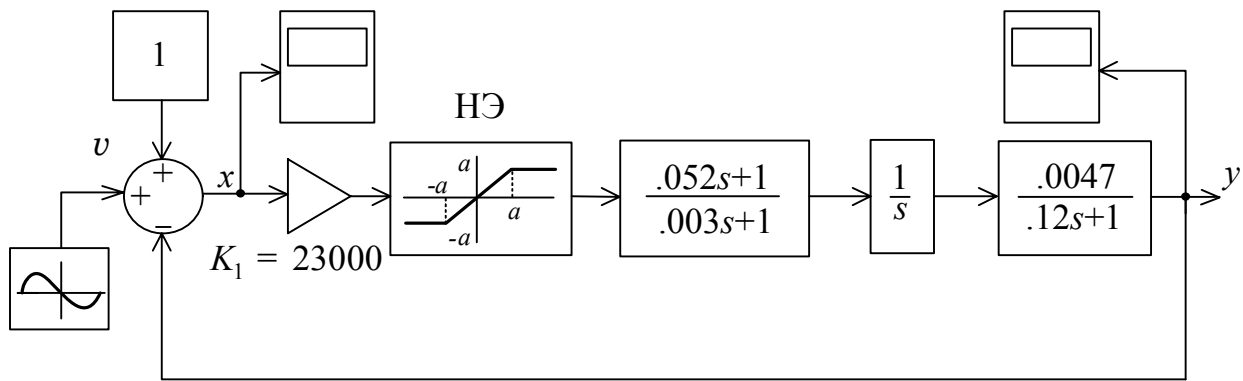 1
НЭ
v
+
+
−
x
K₁ = 23000
a
-a
a
-a
.052s+1
.003s+1
1
s
.0047
.12s+1
y